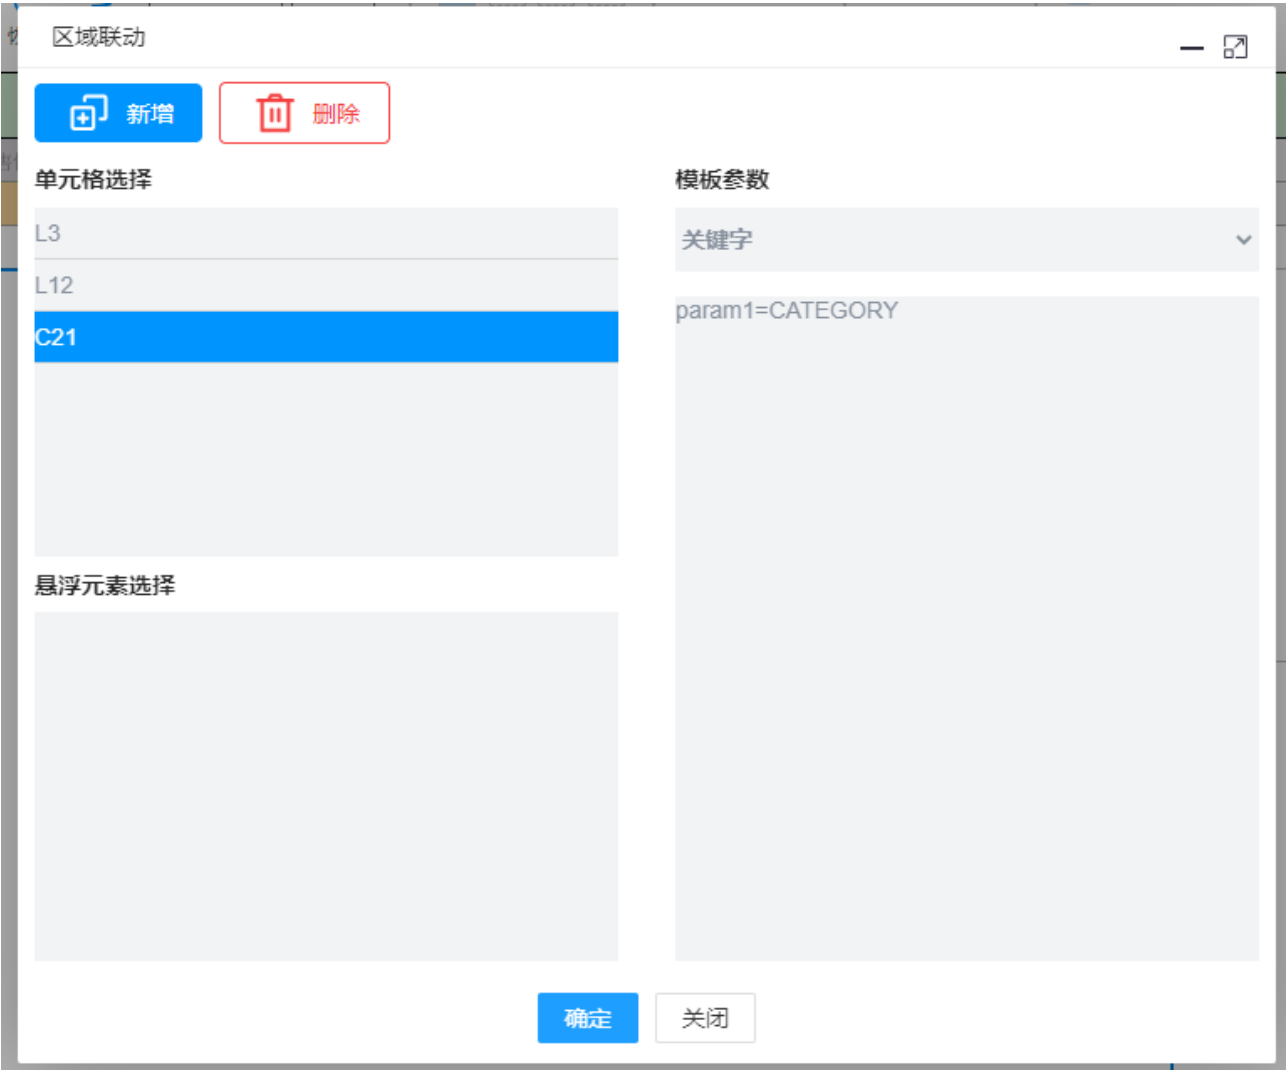 区域联动
新增
删除
单元格选择
L3
L12
C21
悬浮元素选择
模板参数
关键字
param1=CATEGORY
确定
关闭